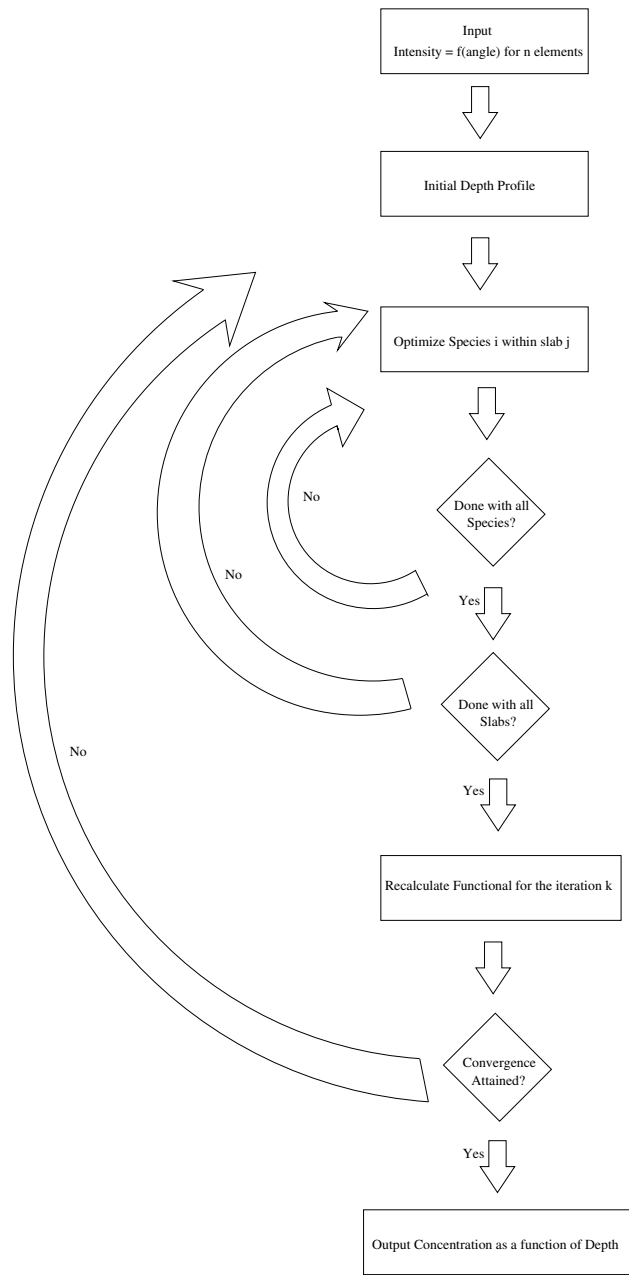 Input
Intensity = f(angle) for n elements
Initial Depth Profile
Optimize Species i within slab j
Done with all
Species?
No
Yes
No
Done with all
Slabs?
No
Yes
Recalculate Functional for the iteration k
Convergence
Attained?
Yes
Output Concentration as a function of Depth